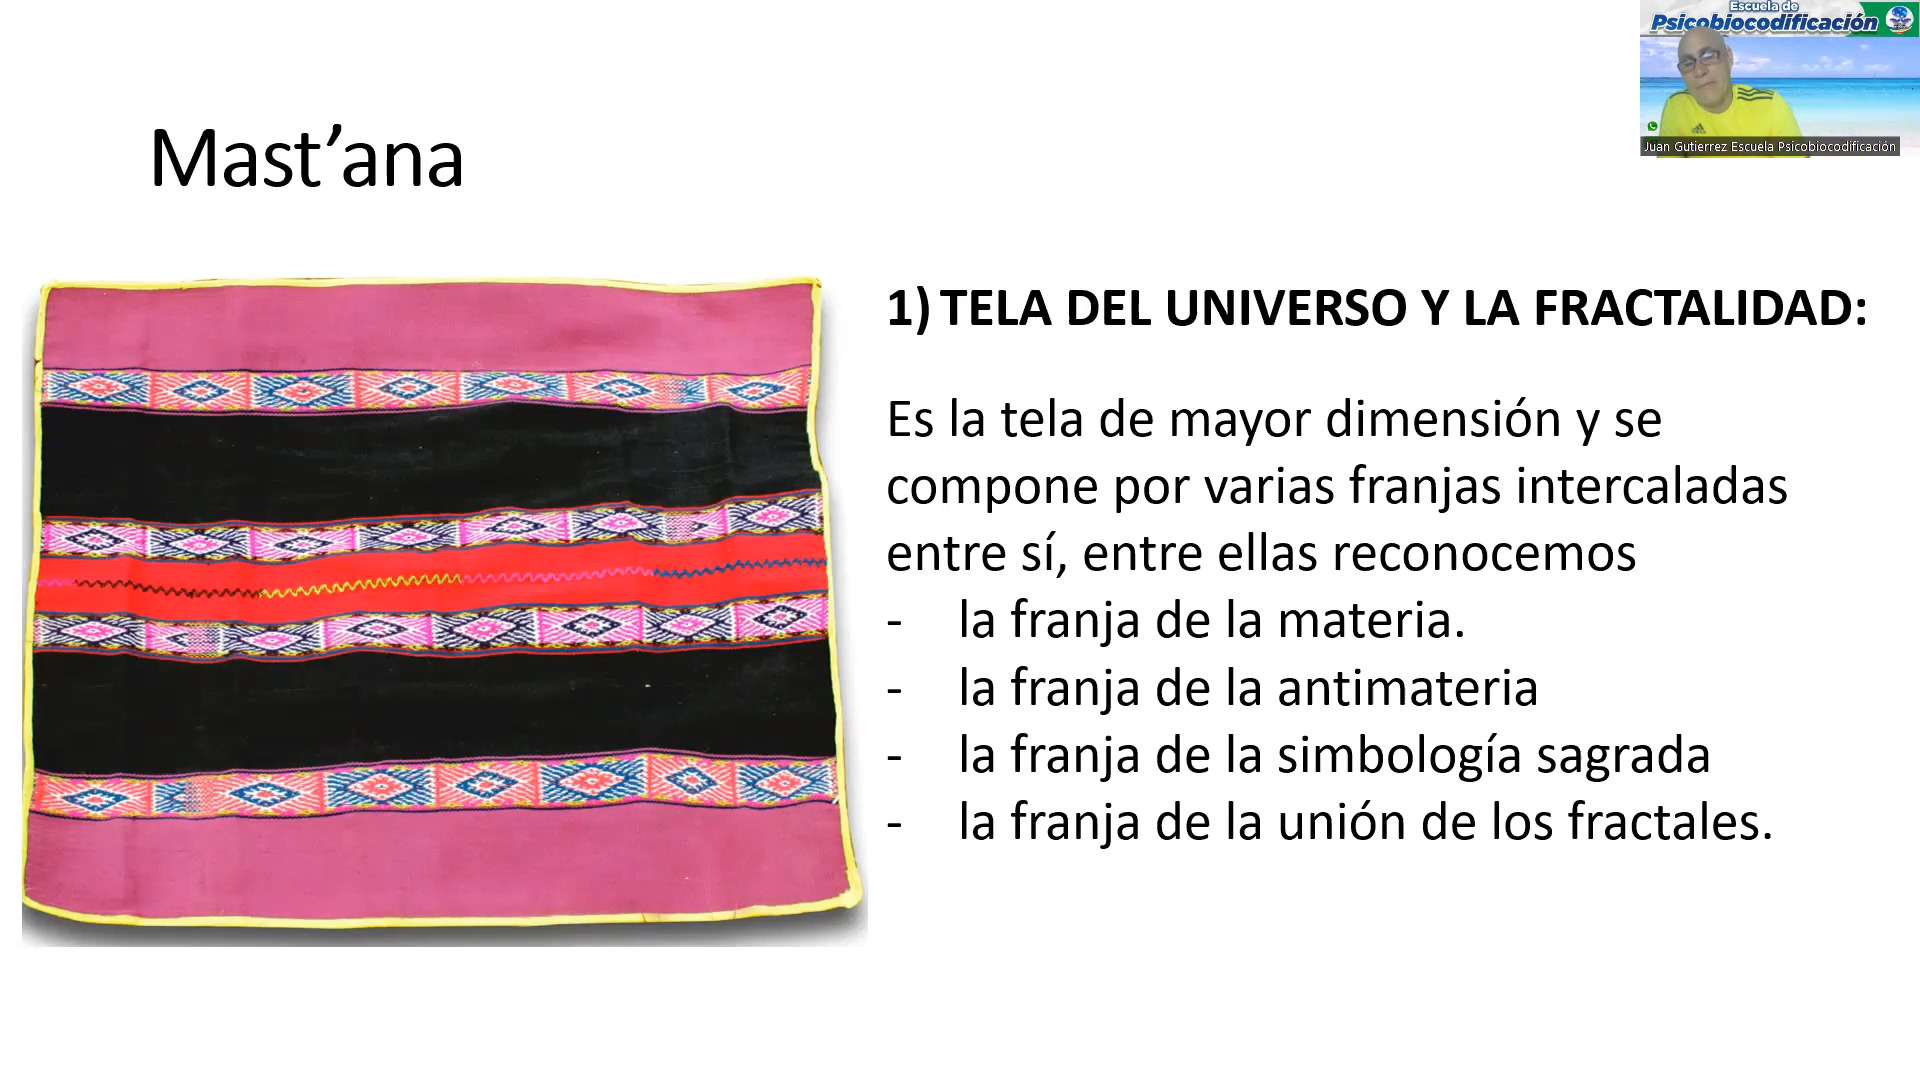 Escuela de
Psicobiocodificación
Juan Gutierrez Escuela Psicobiocodificación
Mast’ana
1) TELA DEL UNIVERSO Y LA FRACTALIDAD:
Es la tela de mayor dimensión y se
compone por varias franjas intercaladas
entre sí, entre ellas reconocemos
- la franja de la materia.
- la franja de la antimateria
- la franja de la simbología sagrada
- la franja de la unión de los fractales.